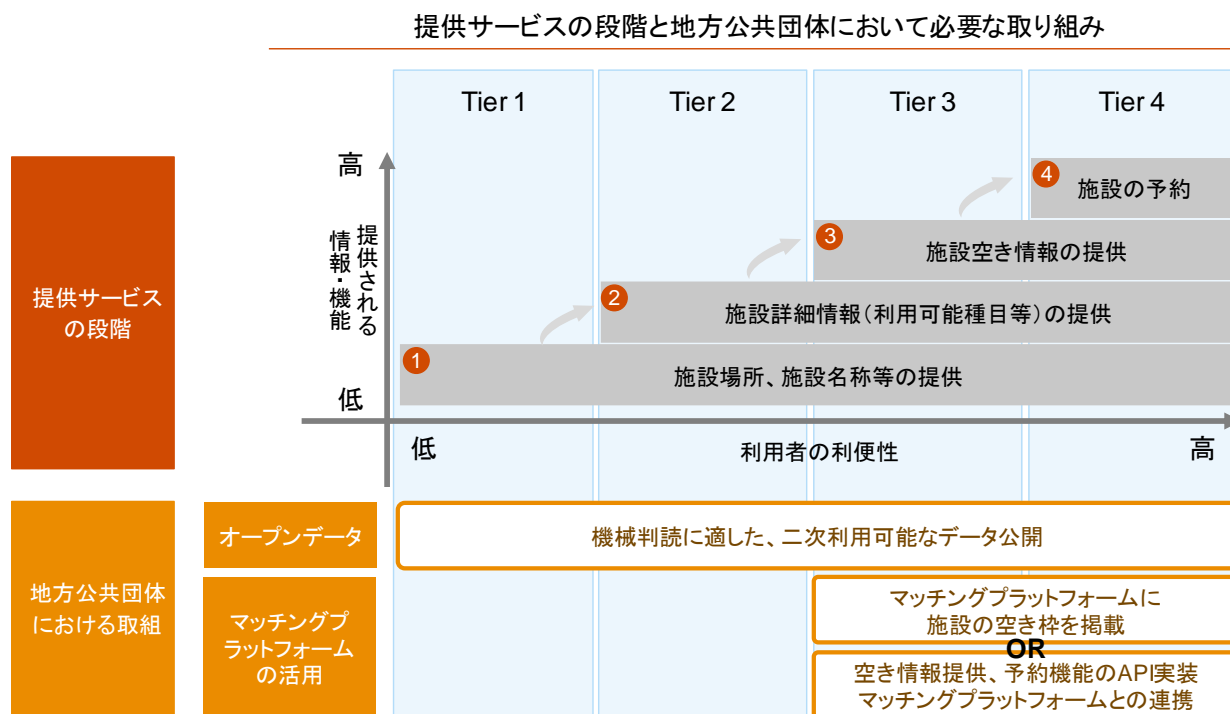 提供サービスの段階と地方公共団体において必要な取り組み
Tier 1
Tier 2
Tier 3
Tier 4
提供サービス
の段階
高
提供される
情報・機能
低
4
施設の予約
3
施設空き情報の提供
2
施設詳細情報（利用可能種目等）の提供
1
施設場所、施設名称等の提供
低
利用者の利便性
高
地方公共団体
における取組
オープンデータ
機械判読に適した、二次利用可能なデータ公開
マッチングプ
ラットフォーム
の活用
マッチングプラットフォームに
施設の空き枠を掲載
OR
空き情報提供、予約機能のAPI実装
マッチングプラットフォームとの連携